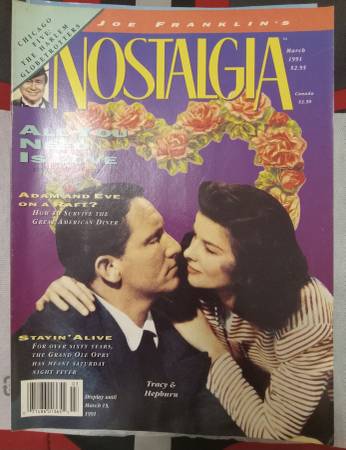 CHICAGO
FIVE:
THE HARLEM
GLOBETROTTERS
JOE FRANKLIN'S
NOSTALGIA
March
1991
$2.95
Canada
ALL YOU
NEED
IS LOVE
ADAM AND EVE
ON A RAFT?
HOW TO SURVIVE THE
GREAT AMERICAN DINER
STAYIN' ALIVE
FOR OVER SIXTY YEARS,
THE GRAND OLE OPRY
HAS MEANT SATURDAY
NIGHT FEVER
Display until
March 19,
1991
Tracy &
Hepburn